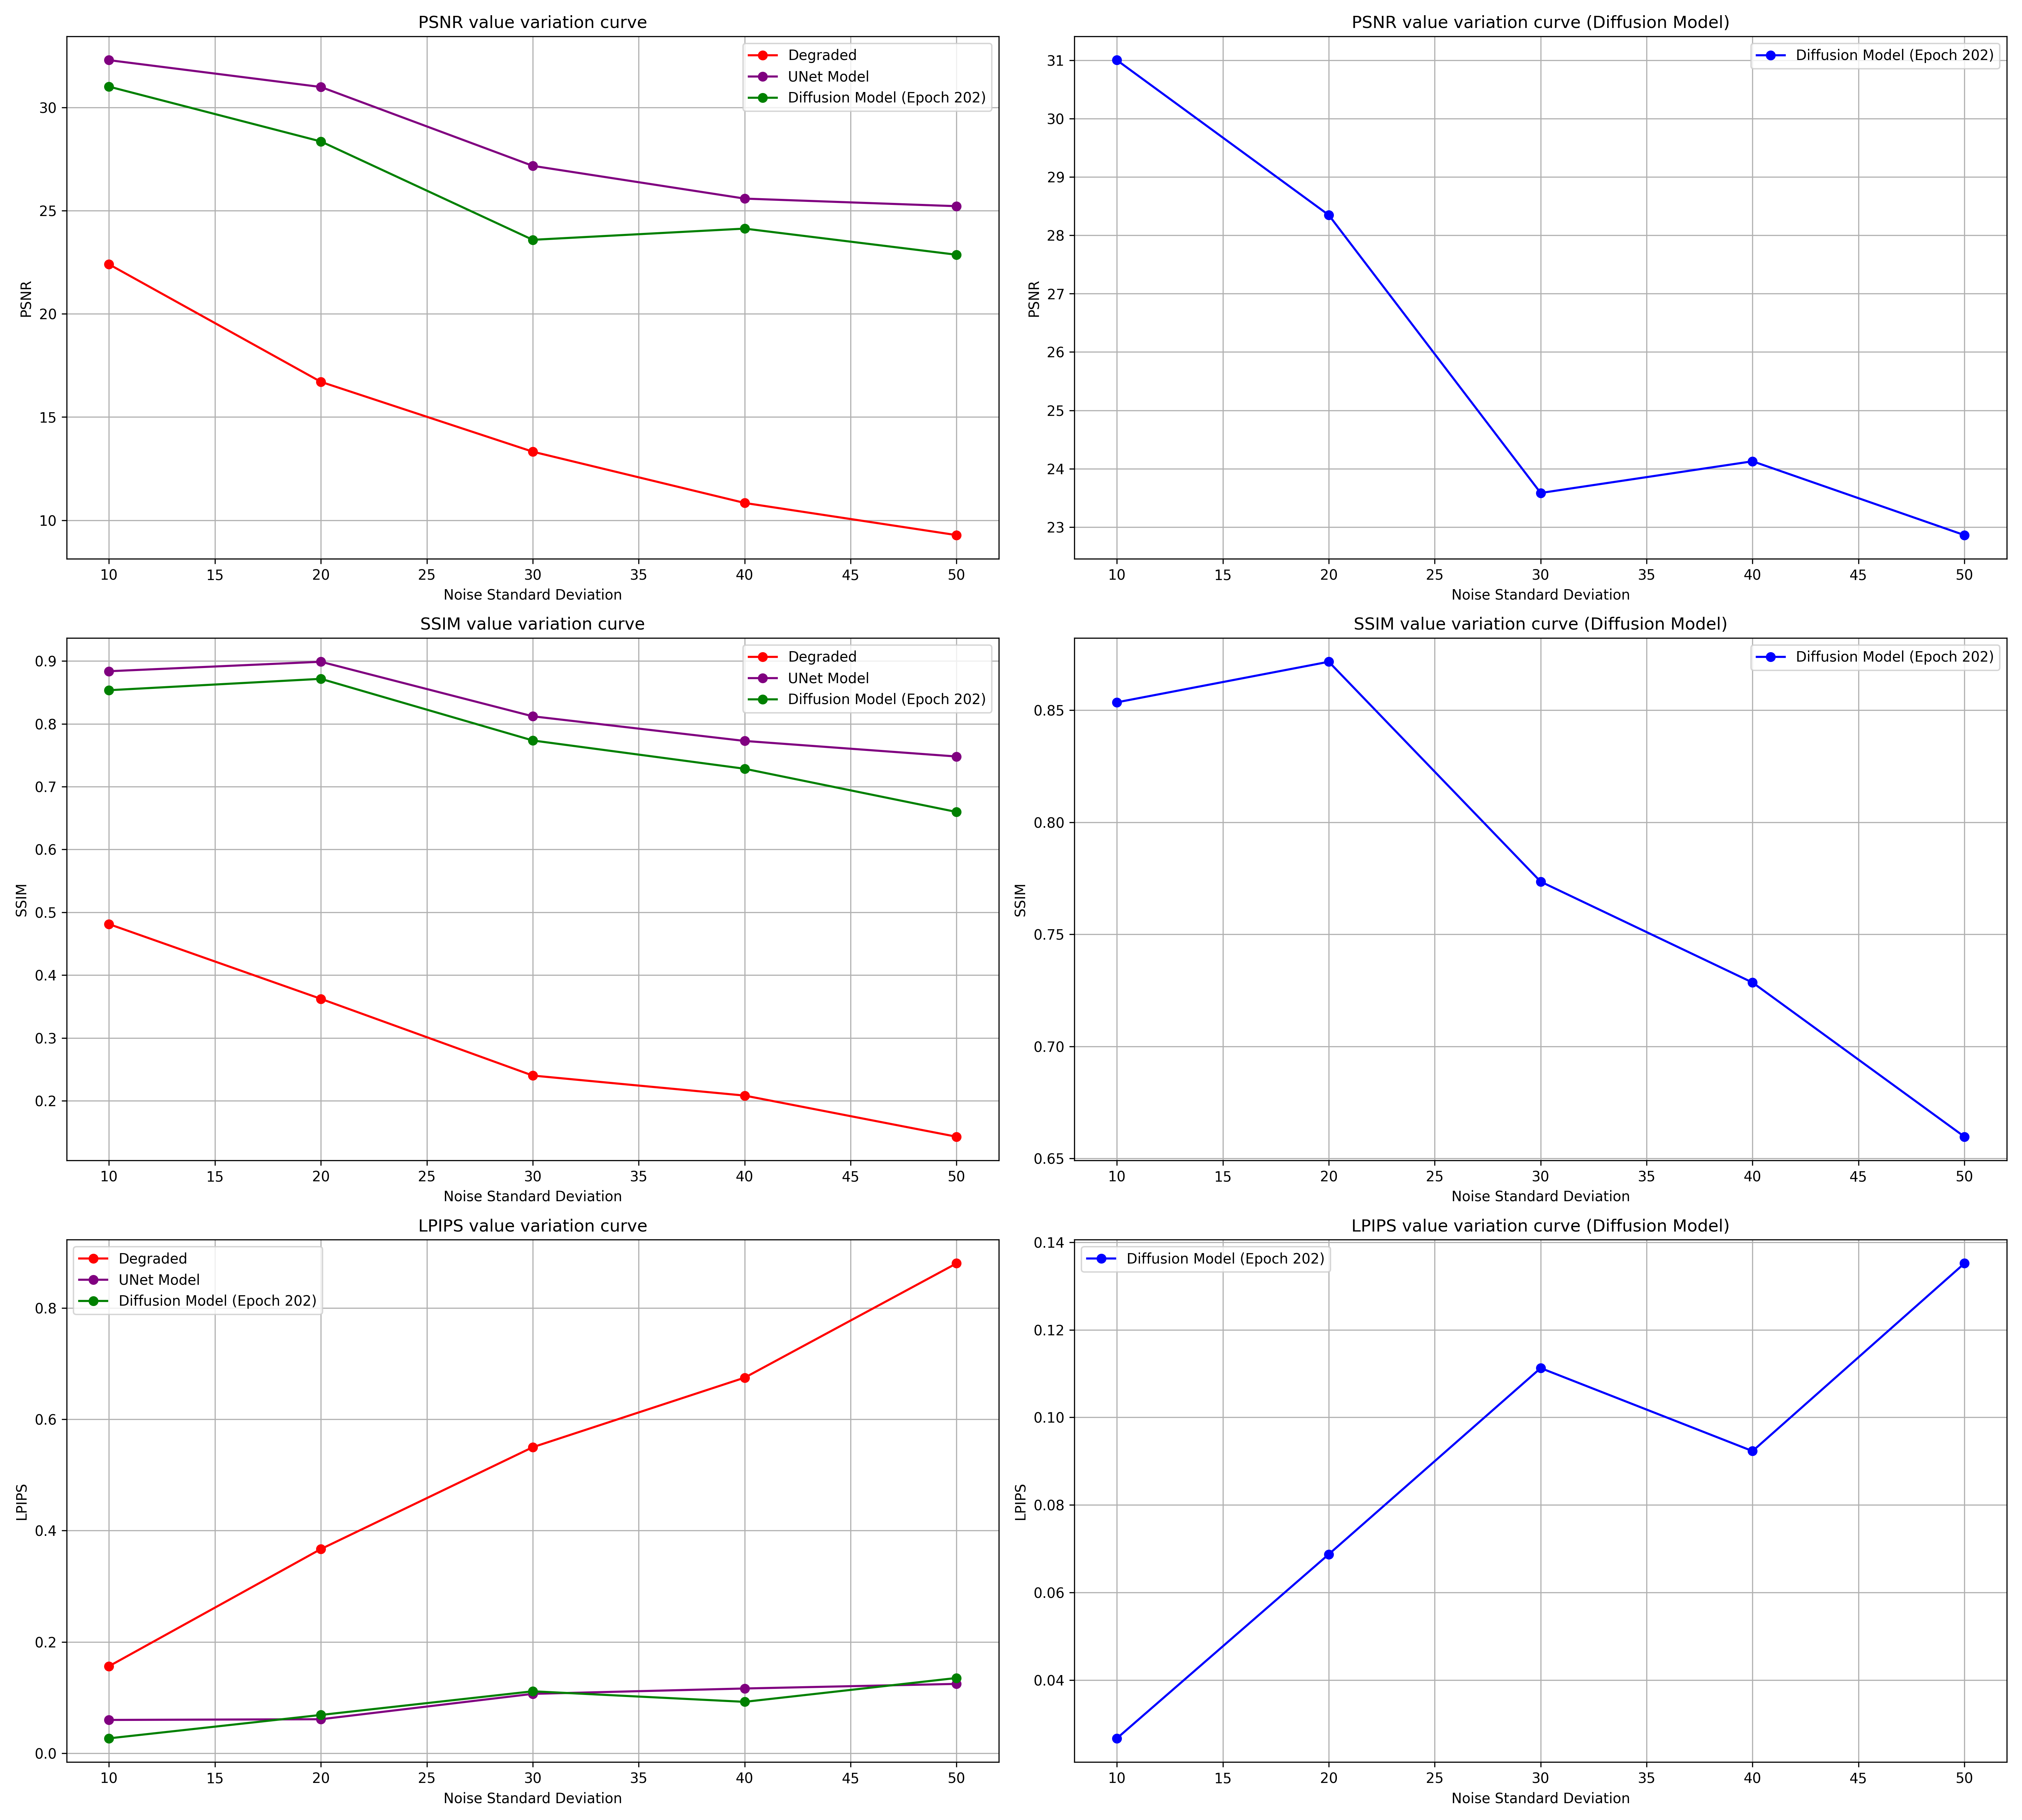 PSNR value variation curve
Degraded
UNet Model
Diffusion Model (Epoch 202)
PSNR
30
25
20
15
10
10 15 20 25 30 35 40 45 50
Noise Standard Deviation
PSNR value variation curve (Diffusion Model)
Diffusion Model (Epoch 202)
PSNR
31
30
29
28
27
26
25
24
23
10 15 20 25 30 35 40 45 50
Noise Standard Deviation
SSIM value variation curve
Degraded
UNet Model
Diffusion Model (Epoch 202)
SSIM
0.9
0.8
0.7
0.6
0.5
0.4
0.3
0.2
10 15 20 25 30 35 40 45 50
Noise Standard Deviation
SSIM value variation curve (Diffusion Model)
Diffusion Model (Epoch 202)
SSIM
0.85
0.80
0.75
0.70
0.65
10 15 20 25 30 35 40 45 50
Noise Standard Deviation
LPIPS value variation curve
Degraded
UNet Model
Diffusion Model (Epoch 202)
LPIPS
0.8
0.6
0.4
0.2
0.0
10 15 20 25 30 35 40 45 50
Noise Standard Deviation
LPIPS value variation curve (Diffusion Model)
Diffusion Model (Epoch 202)
LPIPS
0.14
0.12
0.10
0.08
0.06
0.04
10 15 20 25 30 35 40 45 50
Noise Standard Deviation